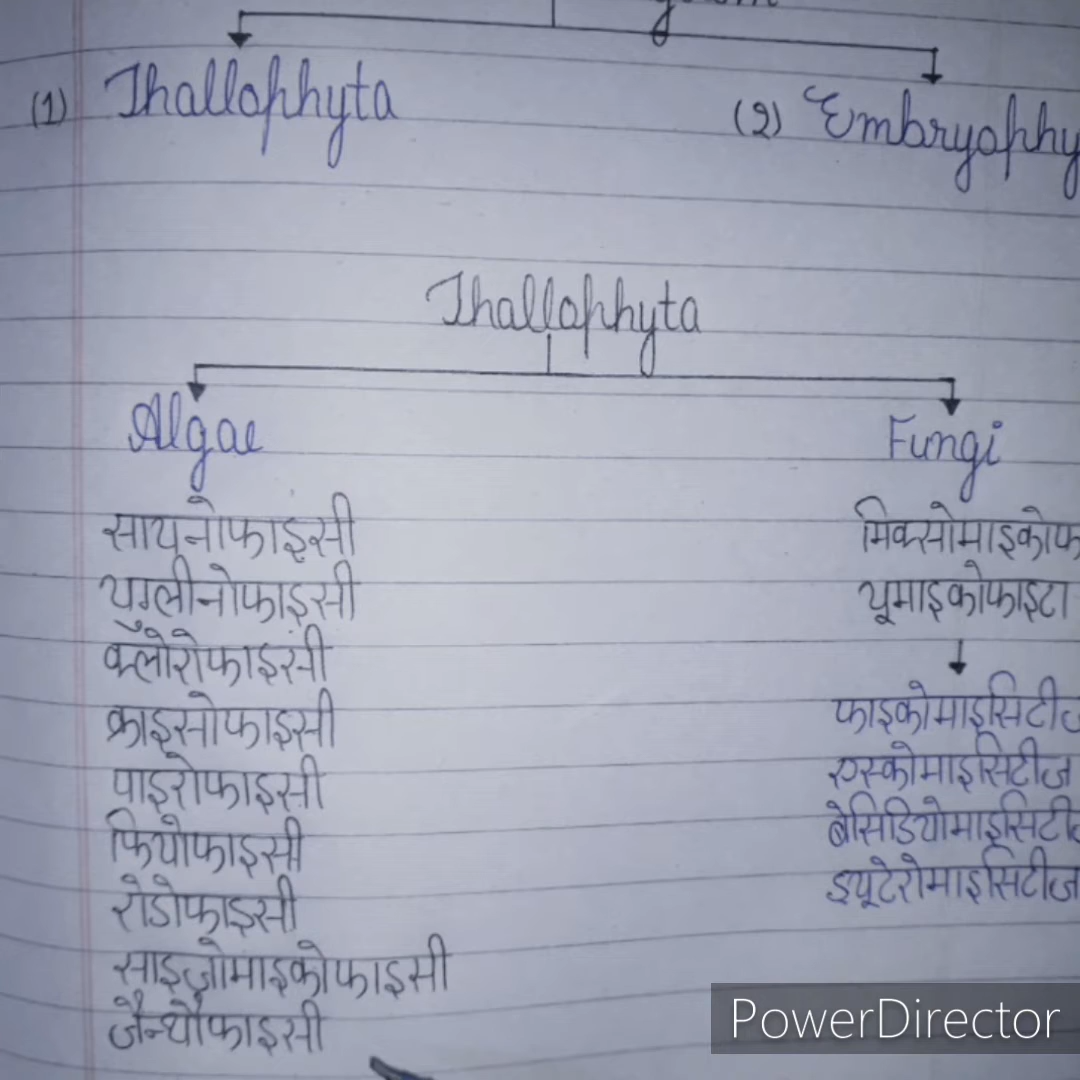 (1) Thallophyta
(2) Embryophy
Thallophyta
Algae
सायनोफाइसी
युग्लीनोफाइसी
क्लोरोफाइसी
क्राइसोफाइसी
पाइरोफाइसी
फियोफाइसी
रोडोफाइसी
साइजोमाइकोफाइसी
जैन्थौफाइसी
Fungi
मिक्सोमाइकोफ
यूमाइकोफाइटा
फाइकोमाइसिटीज
एस्कोमाइसिटीज
बेसिडियोमाइसिटीज
ड्यूटेरोमाइसिटीज
PowerDirector